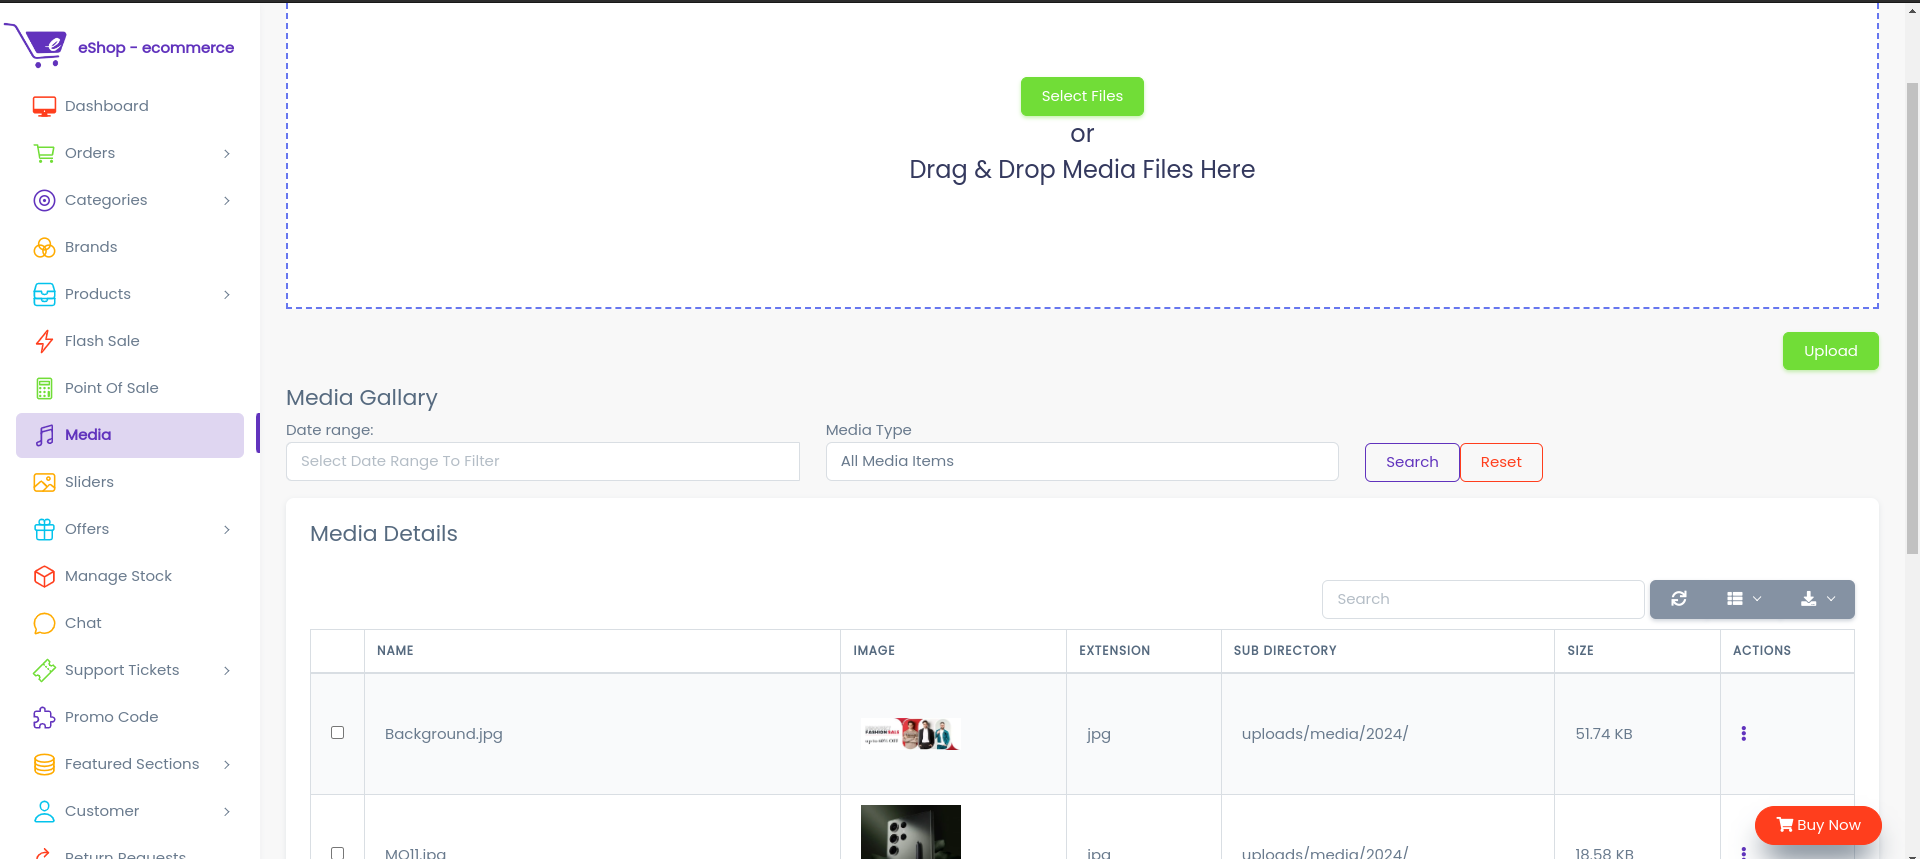 eShop - ecommerce
Dashboard
Orders
Categories
Brands
Products
Flash Sale
Point Of Sale
Media
Sliders
Offers
Manage Stock
Chat
Support Tickets
Promo Code
Featured Sections
Customer
Return Requests
Select Files
or
Drag & Drop Media Files Here
Upload
Media Gallary
Date range:
Select Date Range To Filter
Media Type
All Media Items
Search
Reset
Media Details
Search
NAME IMAGE EXTENSION SUB DIRECTORY SIZE ACTIONS
Background.jpg
FASHION SALE
jpg uploads/media/2024/ 51.74 KB
MO11.jpg jpg uploads/media/2024/ 18.58 KB
Buy Now